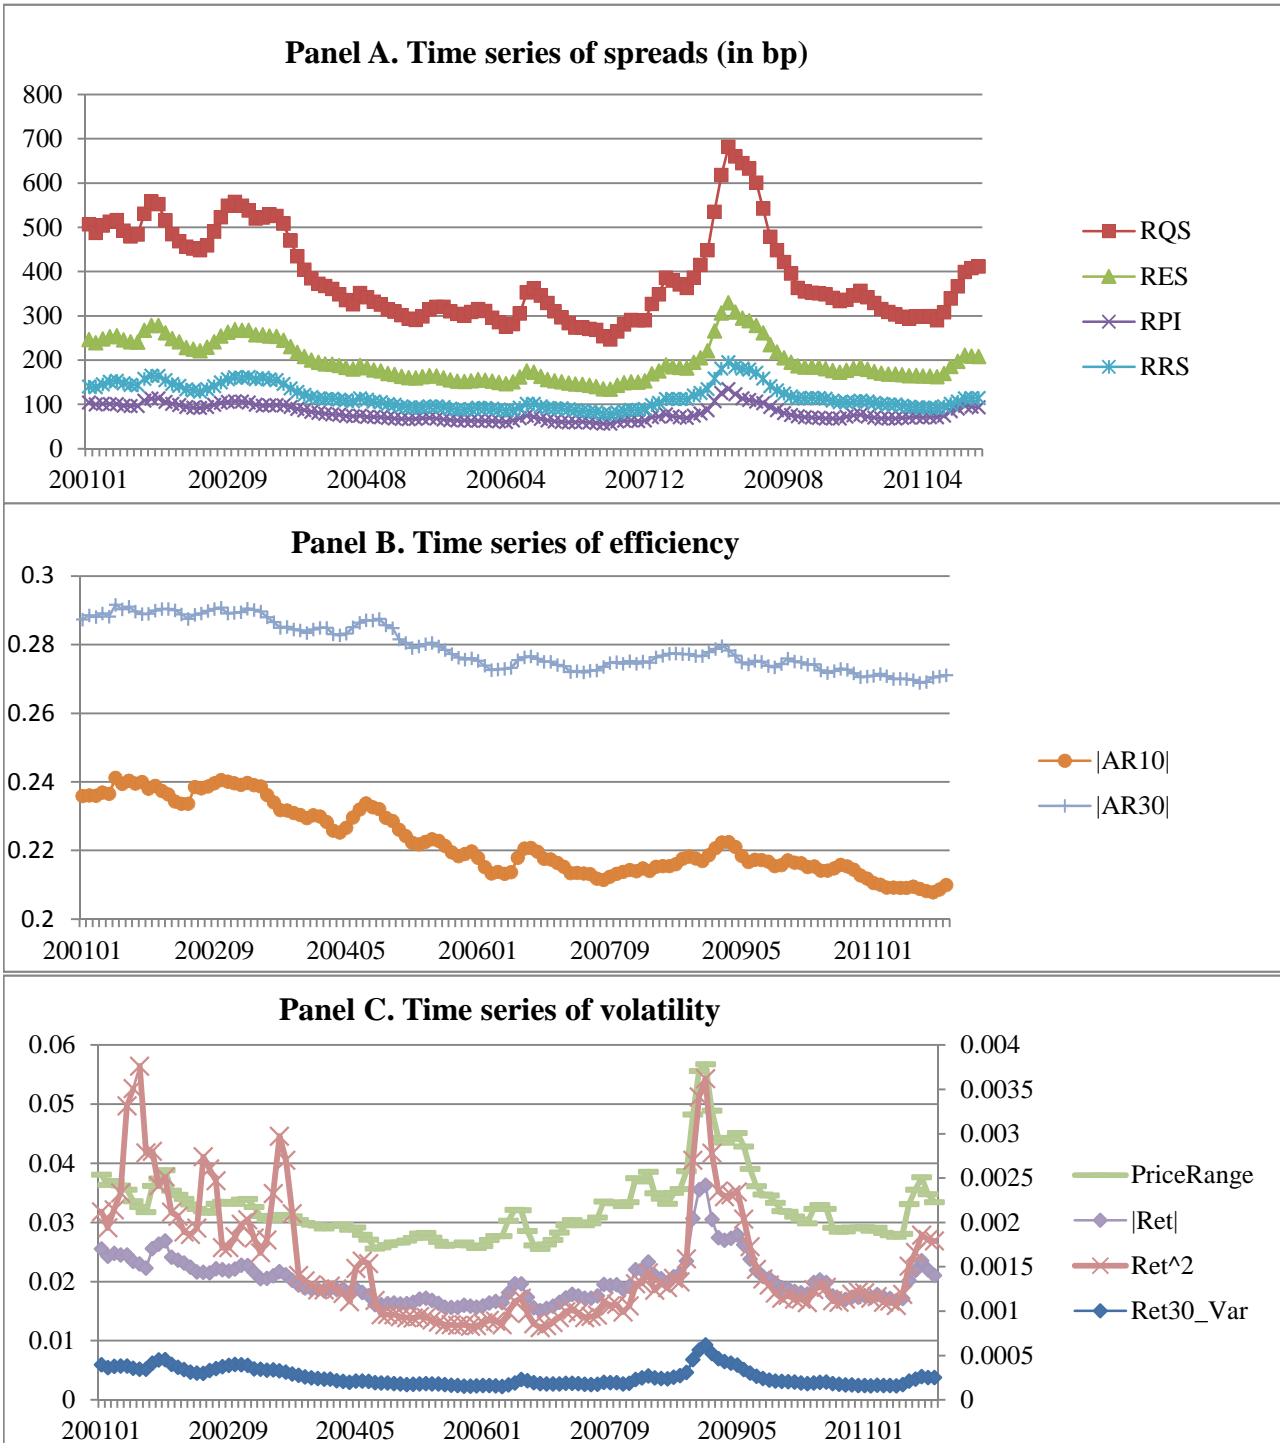 Panel A. Time series of spreads (in bp)
800
700
600
500
400
300
200
100
0
200101 200209 200408 200604 200712 200908 201104
RQS
RES
RPI
RRS
Panel B. Time series of efficiency
0.3
0.28
0.26
0.24
0.22
0.2
200101 200209 200405 200601 200709 200905 201101
|AR10|
|AR30|
Panel C. Time series of volatility
0.06 0.004
0.05 0.0035
0.04 0.003
0.03 0.0025
0.02 0.002
0.01 0.0015
0 0.001
0.0005
0
200101 200209 200405 200601 200709 200905 201101
PriceRange
|Ret|
Ret^2
Ret30_Var